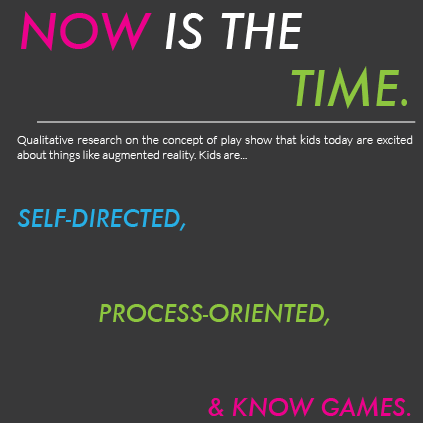 NOW IS THE
TIME.
Qualitative research on the concept of play show that kids today are excited
about things like augmented reality. Kids are...
SELF-DIRECTED,
PROCESS-ORIENTED,
& KNOW GAMES.